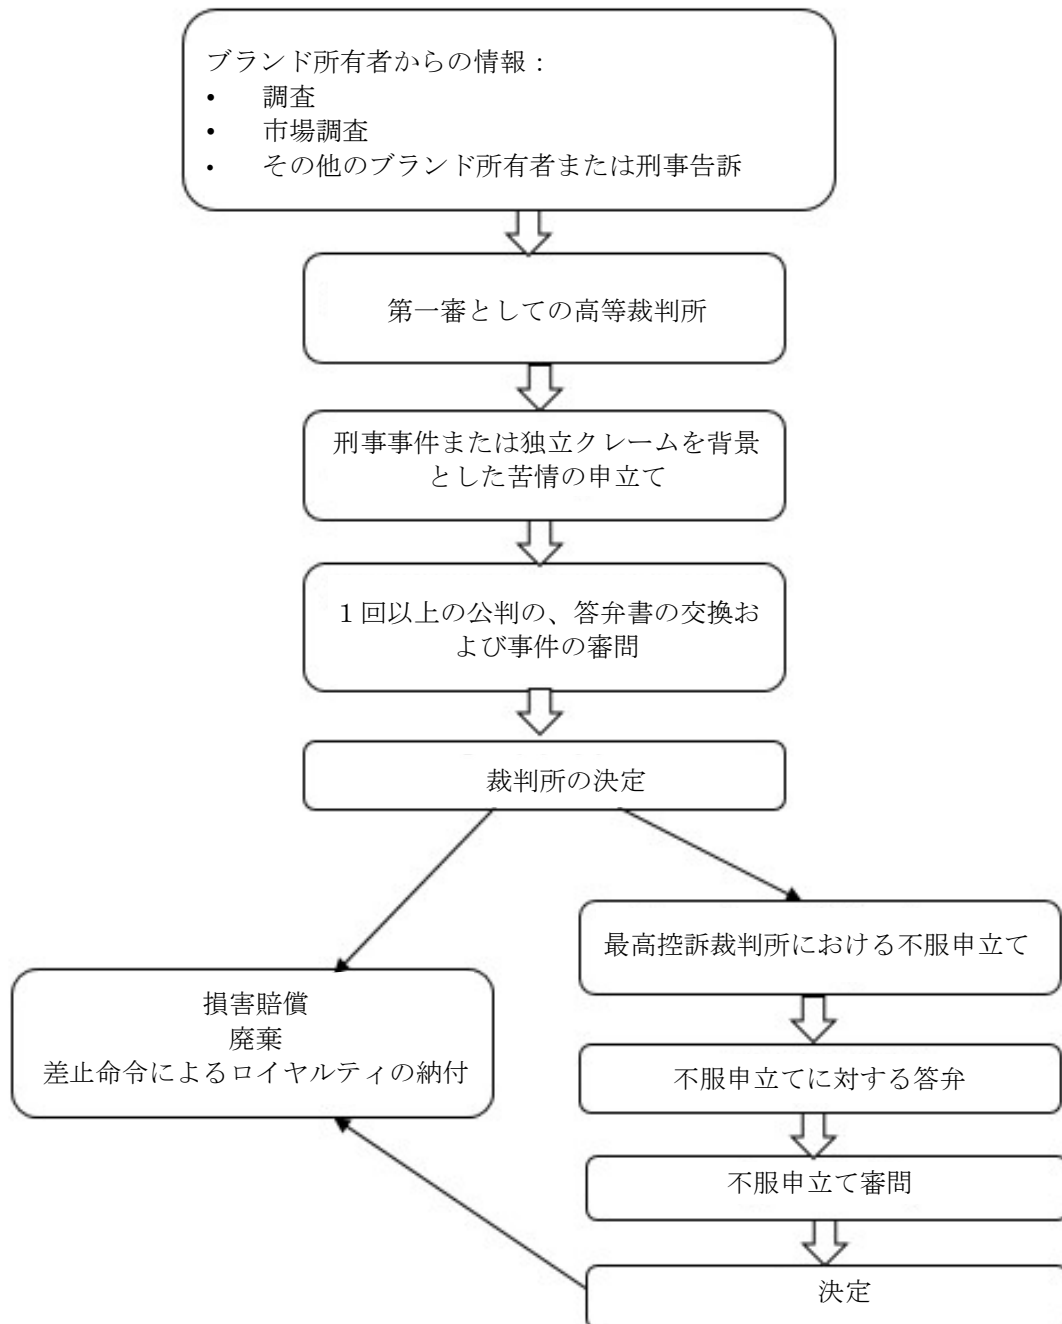 ブランド所有者からの情報：
• 調査
• 市場調査
• その他のブランド所有者または刑事告訴
第一審としての高等裁判所
刑事事件または独立クレームを背景
とした苦情の申立て
１回以上の公判の、答弁書の交換お
よび事件の審問
裁判所の決定
最高控訴裁判所における不服申立て
損害賠償
廃棄
差止命令によるロイヤルティの納付
不服申立てに対する答弁
不服申立て審問
決定